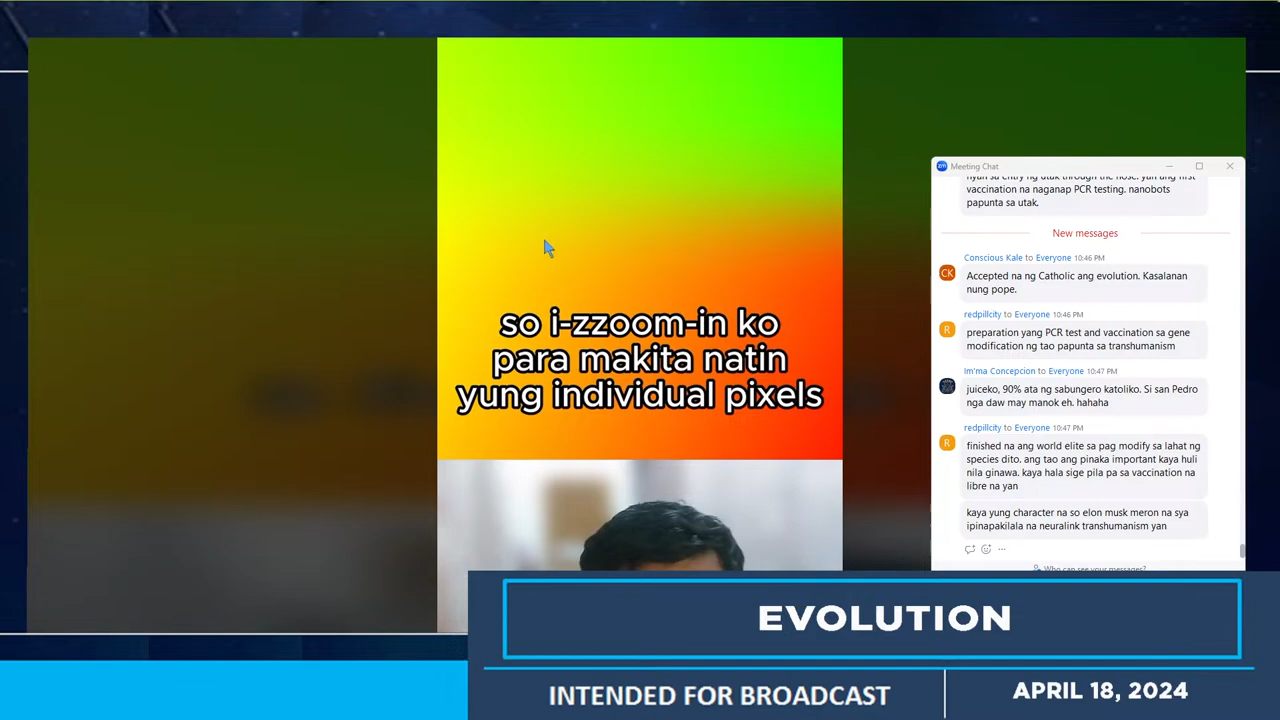 so i-zzoom-in ko
para makita natin
yung individual pixels
Meeting Chat
nyan sa entry ng utak through the nose. yan ang first
vaccination na naganap PCR testing. nanobots
papunta sa utak.
New messages
Conscious Kale to Everyone 10:46 PM
CK
Accepted na ng Catholic ang evolution. Kasalanan
nung pope.
redpillcity to Everyone 10:46 PM
R
preparation yang PCR test and vaccination sa gene
modification ng tao papunta sa transhumanism
Im'ma Concepcion to Everyone 10:47 PM
juiceko, 90% ata ng sabungero katoliko. Si san Pedro
nga daw may manok eh. hahaha
redpillcity to Everyone 10:47 PM
R
finished na ang world elite sa pag modify sa lahat ng
species dito. ang tao ang pinaka important kaya huli
nila ginawa. kaya hala sige pila pa sa vaccination na
libre na yan
kaya yung character na so elon musk meron na sya
ipinapakilala na neuralink transhumanism yan
Who can see your messages?
EVOLUTION
INTENDED FOR BROADCAST
APRIL 18, 2024